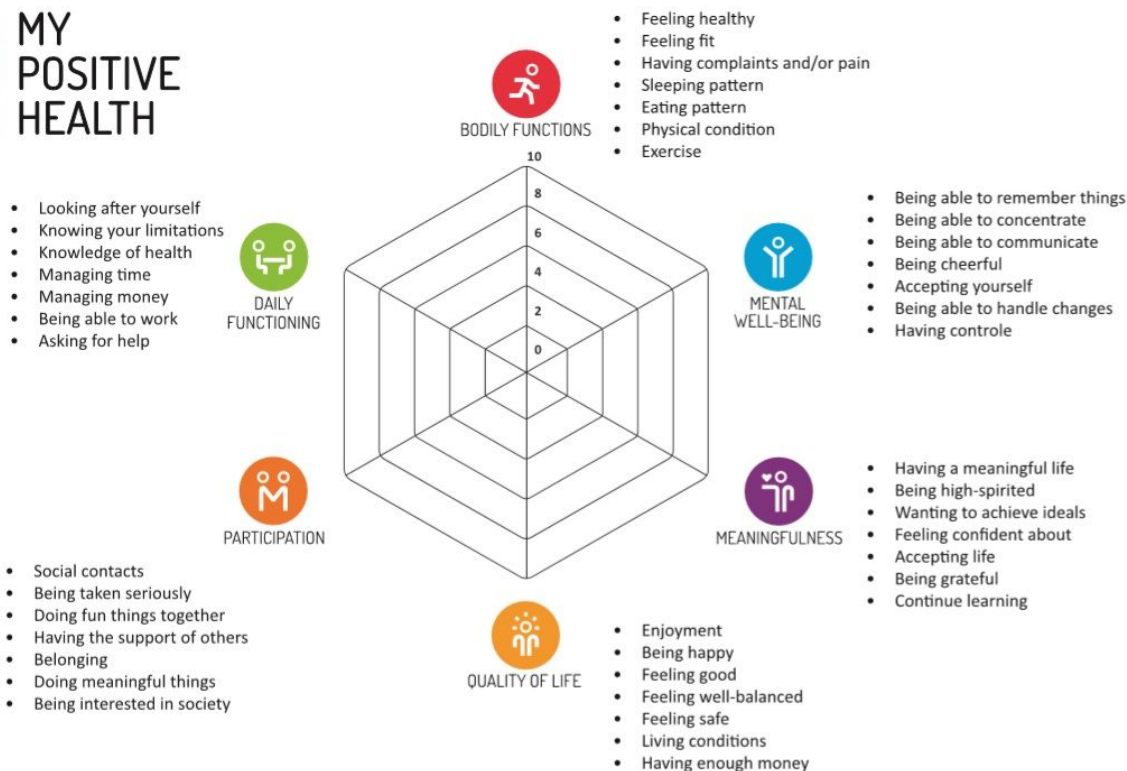 MY
POSITIVE
HEALTH
BODILY FUNCTIONS
• Feeling healthy
• Feeling fit
• Having complaints and/or pain
• Sleeping pattern
• Eating pattern
• Physical condition
• Exercise
10
8
6
4
2
0
MENTAL
WELL-BEING
• Being able to remember things
• Being able to concentrate
• Being able to communicate
• Being cheerful
• Accepting yourself
• Being able to handle changes
• Having controle
MEANINGFULNESS
• Having a meaningful life
• Being high-spirited
• Wanting to achieve ideals
• Feeling confident about
• Accepting life
• Being grateful
• Continue learning
QUALITY OF LIFE
• Enjoyment
• Being happy
• Feeling good
• Feeling well-balanced
• Feeling safe
• Living conditions
• Having enough money
PARTICIPATION
• Social contacts
• Being taken seriously
• Doing fun things together
• Having the support of others
• Belonging
• Doing meaningful things
• Being interested in society
DAILY
FUNCTIONING
• Looking after yourself
• Knowing your limitations
• Knowledge of health
• Managing time
• Managing money
• Being able to work
• Asking for help